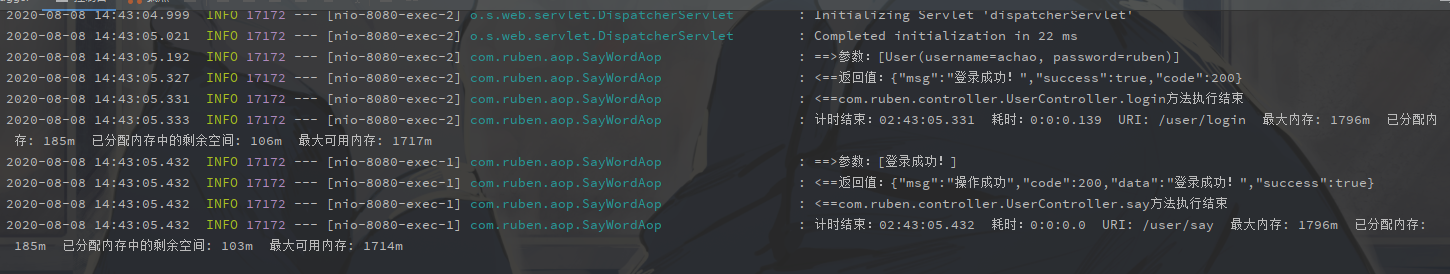 控制台
2020-08-08 14:43:04.999  INFO 17172 --- [nio-8080-exec-2] o.s.web.servlet.DispatcherServlet        : Initializing Servlet 'dispatcherServlet'
2020-08-08 14:43:05.021  INFO 17172 --- [nio-8080-exec-2] o.s.web.servlet.DispatcherServlet        : Completed initialization in 22 ms
2020-08-08 14:43:05.192  INFO 17172 --- [nio-8080-exec-2] com.ruben.aop.SayWordAop                 : ==>参数：[User(username=achao, password=ruben)]
2020-08-08 14:43:05.327  INFO 17172 --- [nio-8080-exec-2] com.ruben.aop.SayWordAop                 : <==返回值：{"msg":"登录成功！","success":true,"code":200}
2020-08-08 14:43:05.331  INFO 17172 --- [nio-8080-exec-2] com.ruben.aop.SayWordAop                 : <==com.ruben.controller.UserController.login方法执行结束
2020-08-08 14:43:05.333  INFO 17172 --- [nio-8080-exec-2] com.ruben.aop.SayWordAop                 : 计时结束：02:43:05.331  耗时：0:0:0.139  URI: /user/login  最大内存: 1796m  已分配内
存: 185m  已分配内存中的剩余空间: 106m  最大可用内存: 1717m
2020-08-08 14:43:05.432  INFO 17172 --- [nio-8080-exec-1] com.ruben.aop.SayWordAop                 : ==>参数：[登录成功！]
2020-08-08 14:43:05.432  INFO 17172 --- [nio-8080-exec-1] com.ruben.aop.SayWordAop                 : <==返回值：{"msg":"操作成功","code":200,"data":"登录成功！","success":true}
2020-08-08 14:43:05.432  INFO 17172 --- [nio-8080-exec-1] com.ruben.aop.SayWordAop                 : <==com.ruben.controller.UserController.say方法执行结束
2020-08-08 14:43:05.432  INFO 17172 --- [nio-8080-exec-1] com.ruben.aop.SayWordAop                 : 计时结束：02:43:05.432  耗时：0:0:0.0  URI: /user/say  最大内存: 1796m  已分配内存:
185m  已分配内存中的剩余空间: 103m  最大可用内存: 1714m